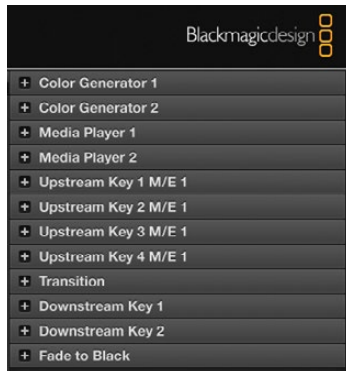 Blackmagicdesign
Color Generator 1
Color Generator 2
Media Player 1
Media Player 2
Upstream Key 1 M/E 1
Upstream Key 2 M/E 1
Upstream Key 3 M/E 1
Upstream Key 4 M/E 1
Transition
Downstream Key 1
Downstream Key 2
Fade to Black